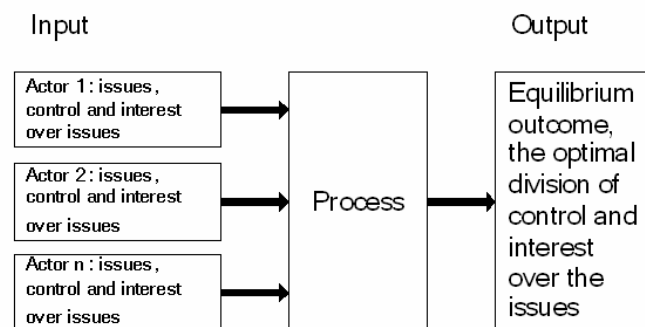 Input
Output
Actor 1: issues,
control and interest
over issues
Actor 2: issues,
control and interest
over issues
Actor n: issues,
control and interest
over issues
Process
Equilibrium
outcome,
the optimal
division of
control and
interest
over the
issues